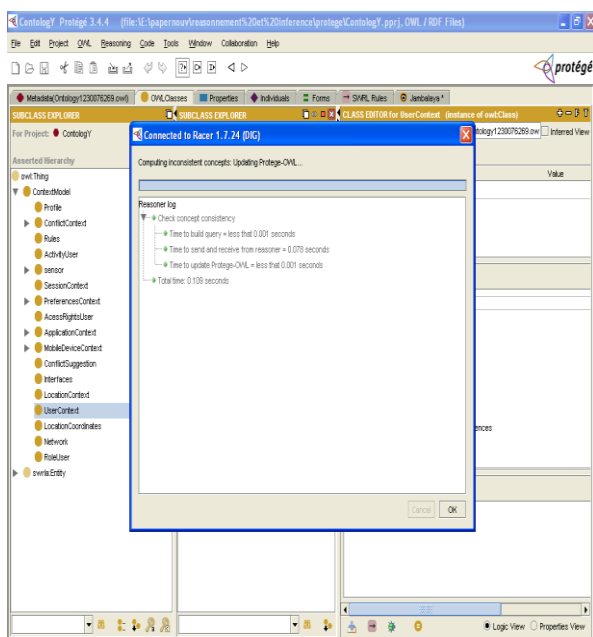 ContologY  Protégé 3.4.4    (file:\E:\papernouv\reasonnement%20et%20inference\protege\ContologY.pprj, OWL / RDF Files)
File Edit Project OWL Reasoning Code Tools Window Collaboration Help
protégé
Metadata(Ontology1230076269.owl) OWLClasses Properties Individuals Forms SWRL Rules Jambalaya *
SUBCLASS EXPLORER SUBCLASS EXPLORER CLASS EDITOR for UserContext (instance of owl:Class)
For Project: ContologY
Connected to Racer 1.7.24 (DIG)
tology1230076269.ow Inferred View
Computing inconsistent concepts: Updating Protege-OWL...
Asserted Hierarchy
Value
owl:Thing
ContextModel
Profile
ConflictContext
Rules
ActivityUser
sensor
SessionContext
PreferencesContext
AcessRightsUser
ApplicationContext
MobileDeviceContext
ConflictSuggestion
Interfaces
LocationContext
UserContext
LocationCoordinates
Network
RoleUser
swrla:Entity
Reasoner log
Check concept consistency
Time to build query = less that 0.001 seconds
Time to send and receive from reasoner = 0.078 seconds
Time to update Protege-OWL = less that 0.001 seconds
Total time: 0.109 seconds
ences
Cancel OK
Logic View Properties View